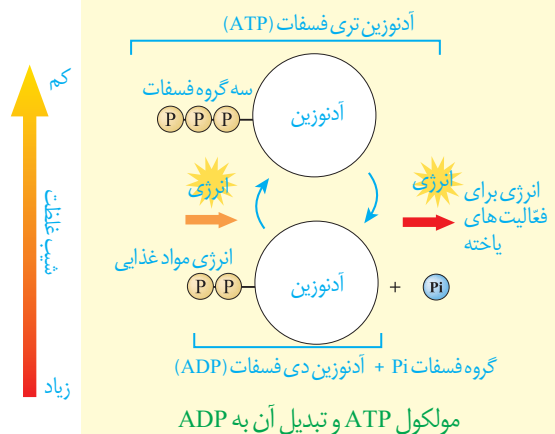 آدنوزین تری فسفات (ATP)
کم
سه گروه فسفات
P P P
آدنوزین
انرژی
انرژی
انرژی برای
فعّالیت‌های
یاخته
شیب غلظت
انرژی مواد غذایی
P P
آدنوزین
+
Pi
زیاد
گروه فسفات Pi + آدنوزین دی فسفات (ADP)
مولکول ATP و تبدیل آن به ADP